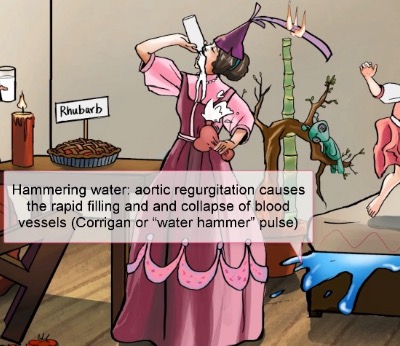 Rhubarb
Hammering water: aortic regurgitation causes
the rapid filling and and collapse of blood
vessels (Corrigan or “water hammer” pulse)